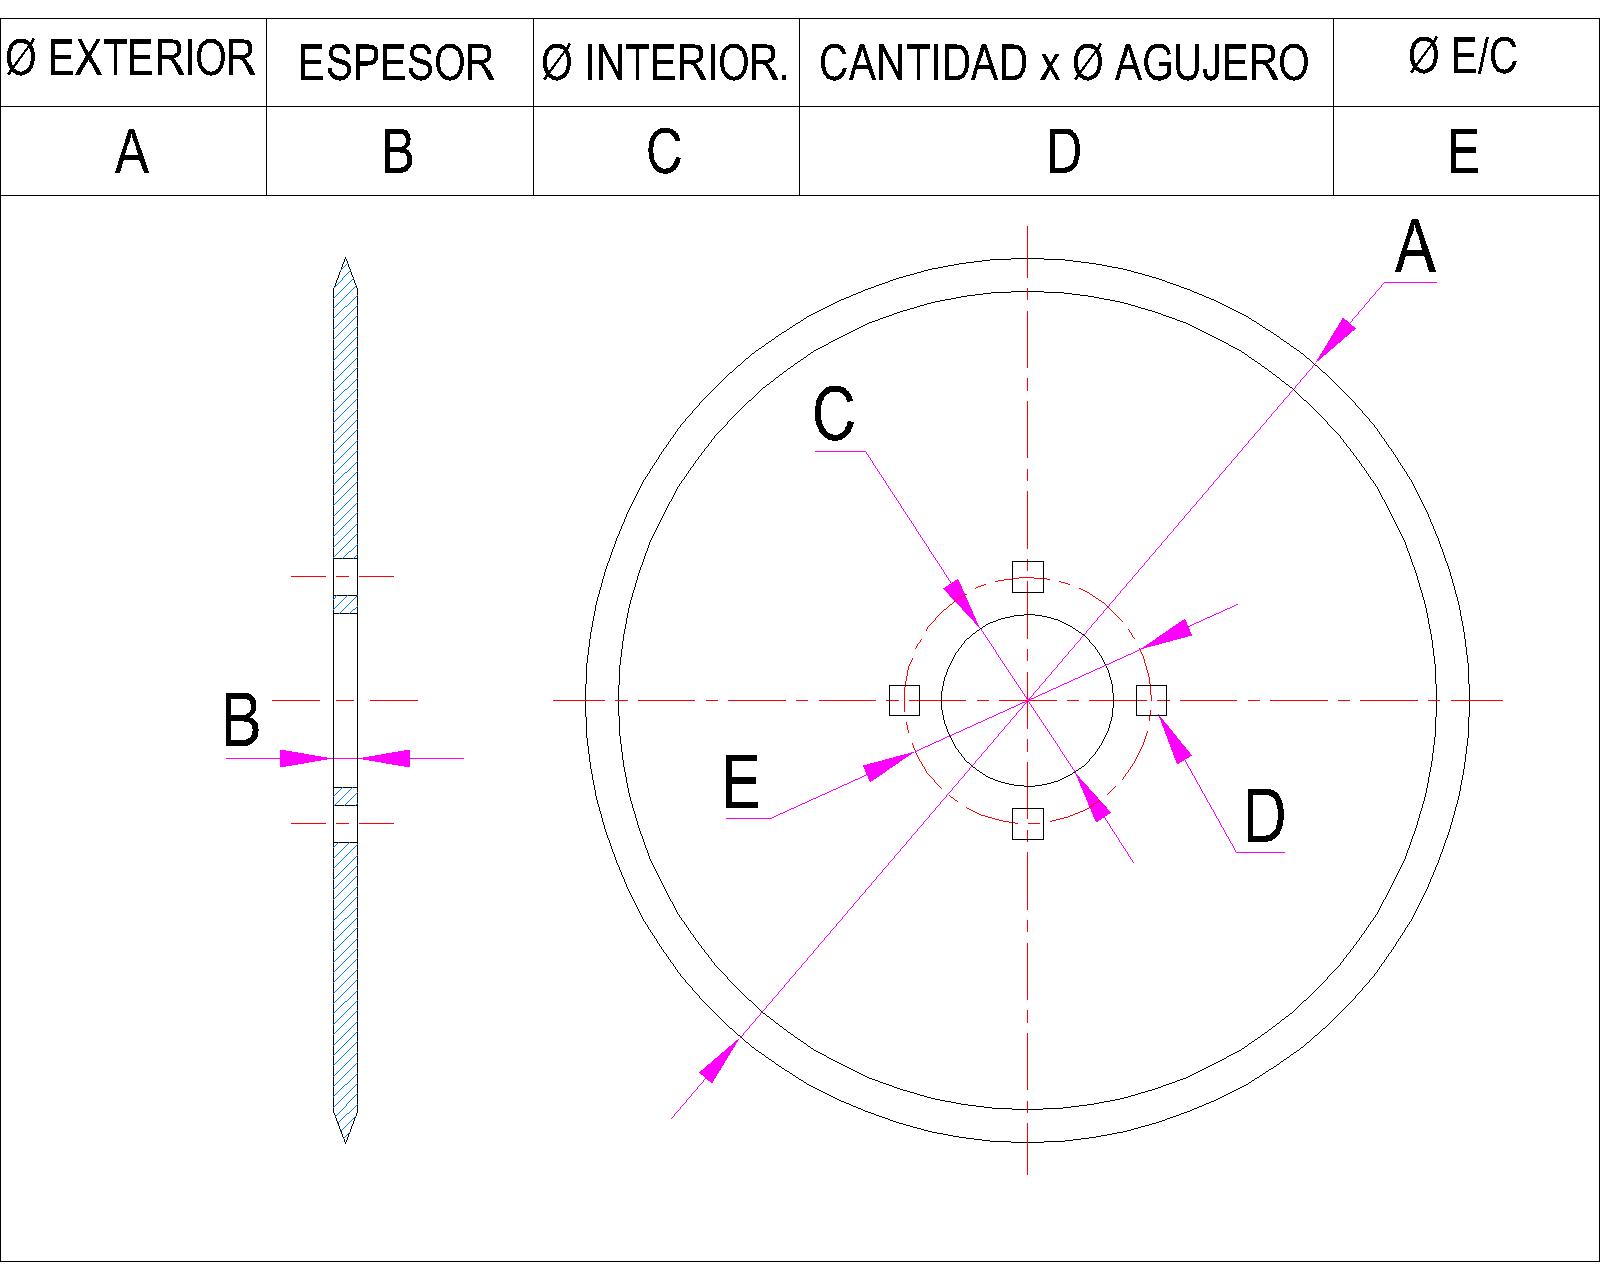 Ø EXTERIOR ESPESOR Ø INTERIOR. CANTIDAD x Ø AGUJERO Ø E/C
A B C D E
A
C
B
E
D